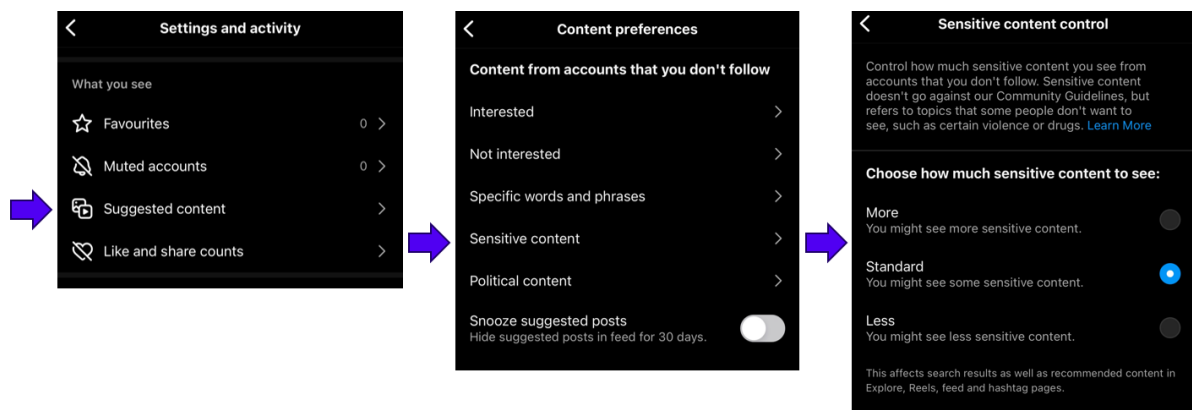 Settings and activity
What you see
Favourites 0
Muted accounts 0
Suggested content
Like and share counts
Content preferences
Content from accounts that you don't follow
Interested
Not interested
Specific words and phrases
Sensitive content
Political content
Snooze suggested posts
Hide suggested posts in feed for 30 days.
Sensitive content control
Control how much sensitive content you see from
accounts that you don't follow. Sensitive content
doesn't go against our Community Guidelines, but
refers to topics that some people don't want to
see, such as certain violence or drugs. Learn More
Choose how much sensitive content to see:
More
You might see more sensitive content.
Standard
You might see some sensitive content.
Less
You might see less sensitive content.
This affects search results as well as recommended content in
Explore, Reels, feed and hashtag pages.